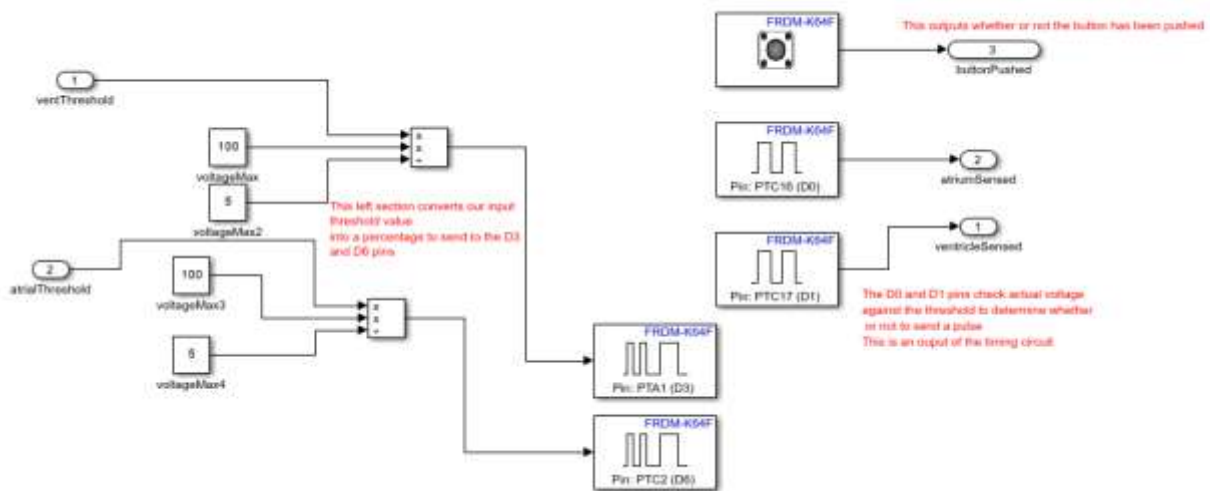 FRDM-K64F
This outputs whether or not the button has been pushed
3
buttonPushed
1
ventThreshold
x
x
÷
100
voltageMax
5
voltageMax2
This left section converts our input
threshold value
into a percentage to send to the D3
and D6 pins
FRDM-K64F
Pin: PTC16 (D0)
2
atriumSensed
FRDM-K64F
Pin: PTC17 (D1)
1
ventricleSensed
The D0 and D1 pins check actual voltage
against the threshold to determine whether
or not to send a pulse
This is an ouput of the timing circuit
2
atrialThreshold
100
voltageMax3
x
x
÷
5
voltageMax4
FRDM-K64F
Pin: PTA1 (D3)
FRDM-K64F
Pin: PTC2 (D6)